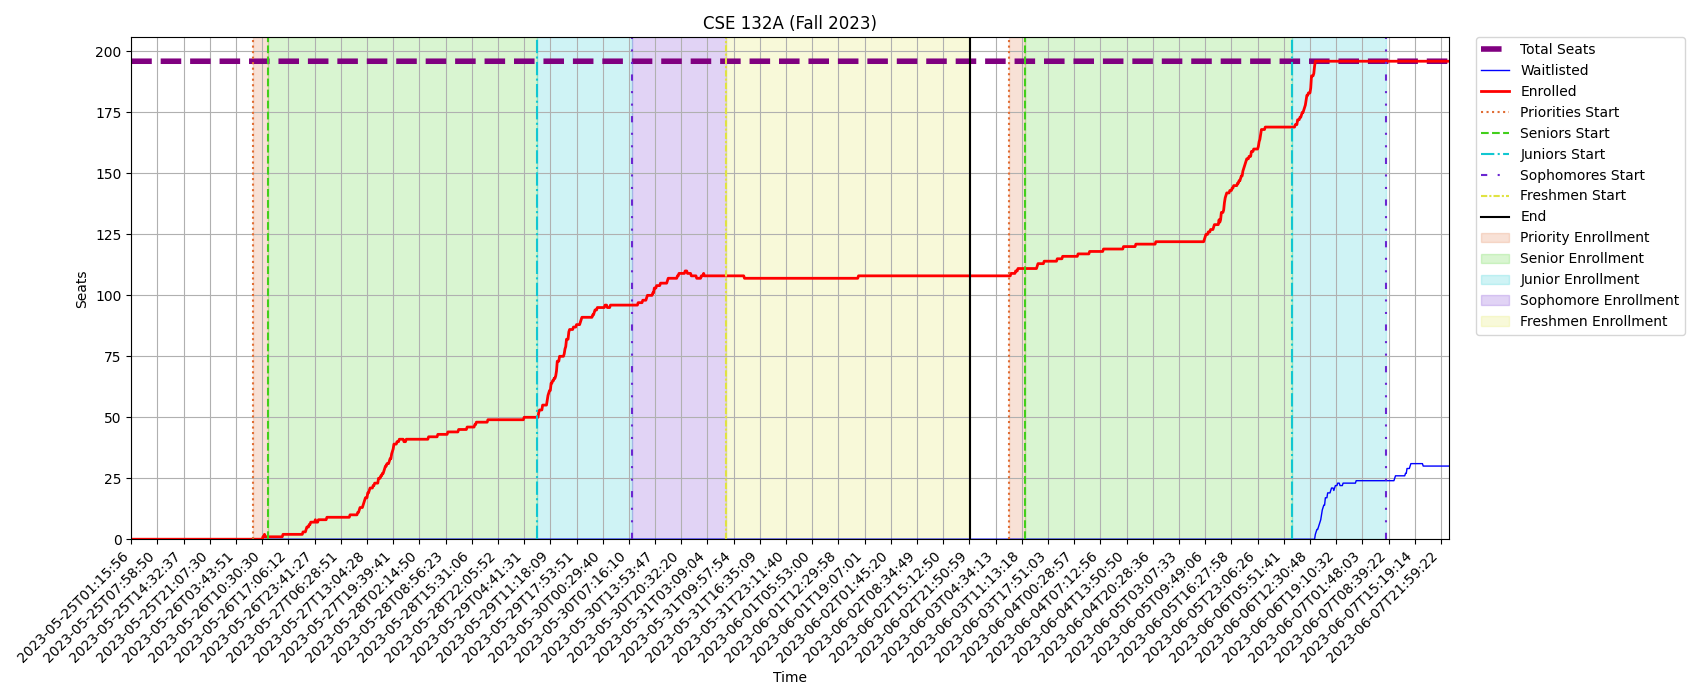 CSE 132A (Fall 2023)
200
175
150
125
100
75
50
25
0
Seats
2023-05-25T01:15:56
2023-05-25T07:58:50
2023-05-25T14:32:37
2023-05-25T21:07:30
2023-05-26T03:43:51
2023-05-26T10:30:30
2023-05-26T17:06:12
2023-05-26T23:41:27
2023-05-27T06:28:51
2023-05-27T13:04:28
2023-05-27T19:39:41
2023-05-28T02:14:50
2023-05-28T08:56:23
2023-05-28T15:31:06
2023-05-28T22:05:52
2023-05-29T04:41:31
2023-05-29T11:18:09
2023-05-29T17:53:51
2023-05-30T00:29:40
2023-05-30T07:16:10
2023-05-30T13:53:47
2023-05-30T20:32:20
2023-05-31T03:09:04
2023-05-31T09:57:54
2023-05-31T16:35:09
2023-05-31T23:11:40
2023-06-01T05:53:00
2023-06-01T12:29:58
2023-06-01T19:07:01
2023-06-02T01:45:20
2023-06-02T08:34:49
2023-06-02T15:12:50
2023-06-02T21:50:59
2023-06-03T04:34:13
2023-06-03T11:13:18
2023-06-03T17:51:03
2023-06-04T00:28:57
2023-06-04T07:12:56
2023-06-04T13:50:50
2023-06-04T20:28:36
2023-06-05T03:07:33
2023-06-05T09:49:06
2023-06-05T16:27:58
2023-06-05T23:06:26
2023-06-06T05:51:41
2023-06-06T12:30:48
2023-06-06T19:10:32
2023-06-07T01:48:03
2023-06-07T08:39:22
2023-06-07T15:19:14
2023-06-07T21:59:22
Time
Total Seats
Waitlisted
Enrolled
Priorities Start
Seniors Start
Juniors Start
Sophomores Start
Freshmen Start
End
Priority Enrollment
Senior Enrollment
Junior Enrollment
Sophomore Enrollment
Freshmen Enrollment